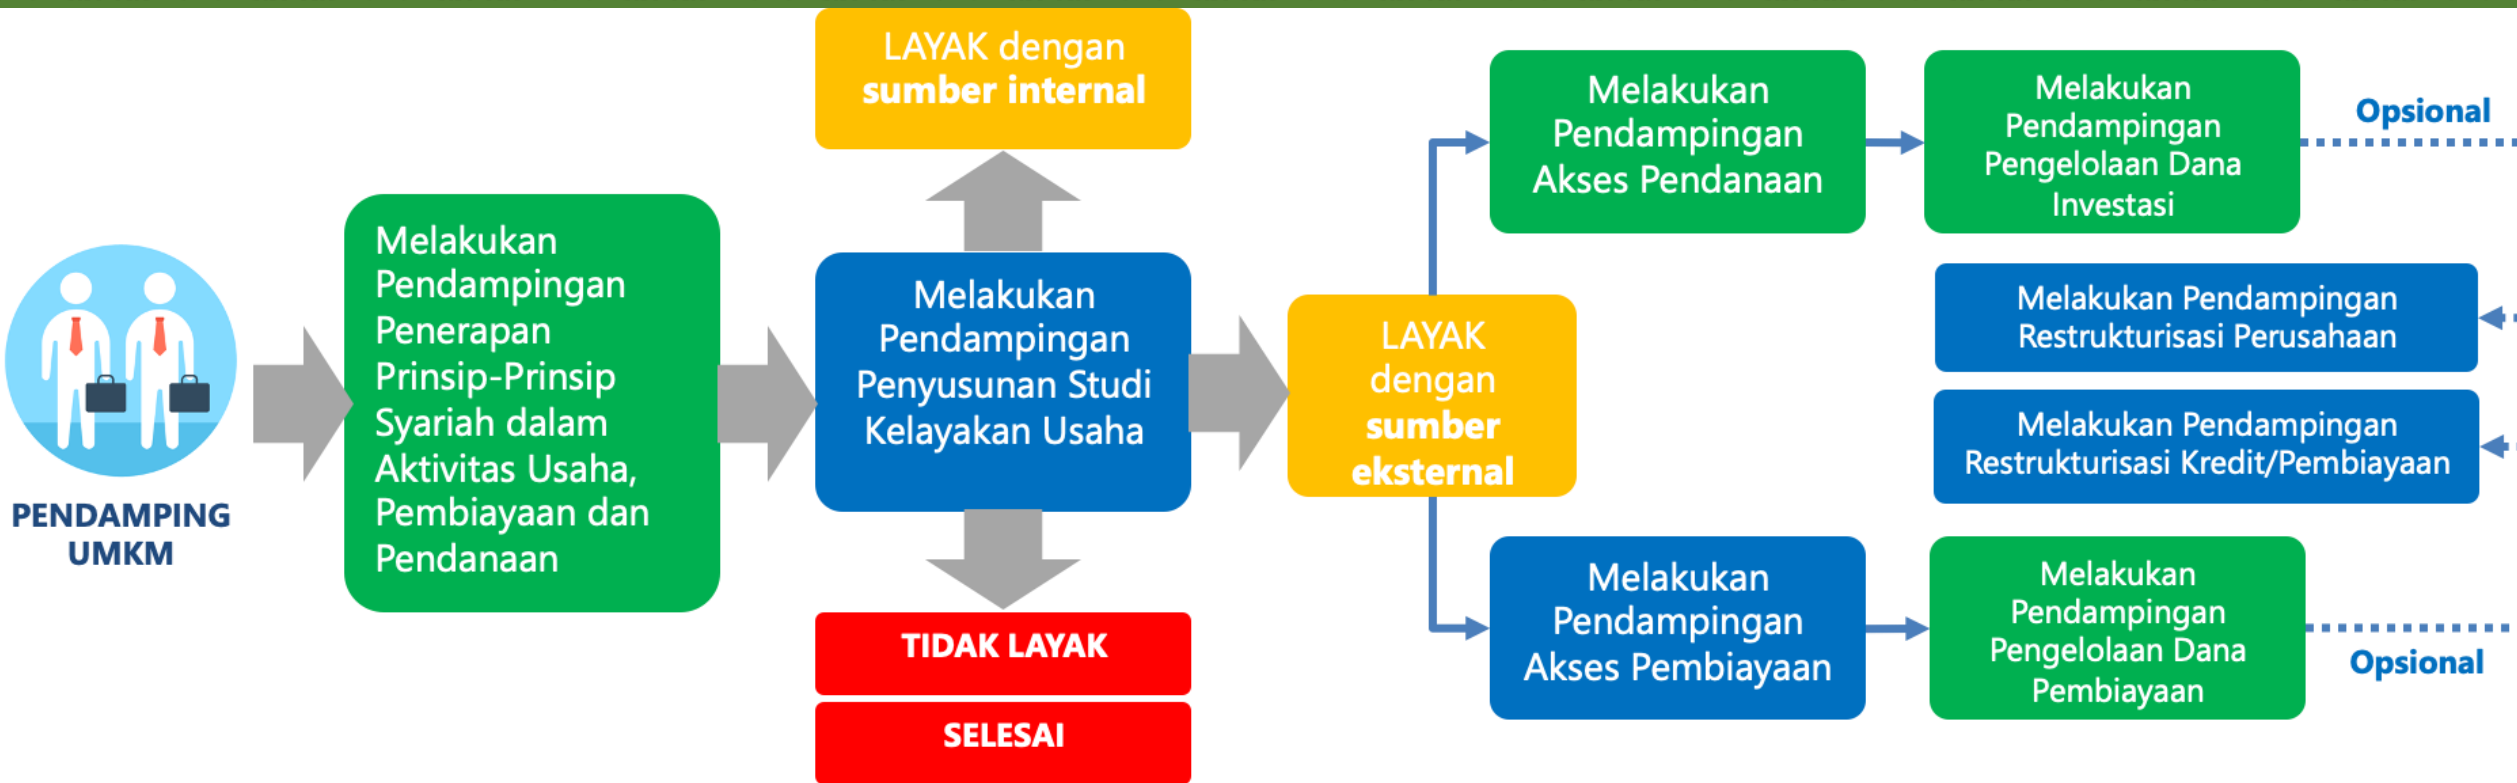 PENDAMPING
UMKM
Melakukan
Pendampingan
Penerapan
Prinsip-Prinsip
Syariah dalam
Aktivitas Usaha,
Pembiayaan dan
Pendanaan
LAYAK dengan
sumber internal
Melakukan
Pendampingan
Penyusunan Studi
Kelayakan Usaha
TIDAK LAYAK
SELESAI
LAYAK
dengan
sumber
eksternal
Melakukan
Pendampingan
Akses Pendanaan
Melakukan
Pendampingan
Pengelolaan Dana
Investasi
Opsional
Melakukan Pendampingan
Restrukturisasi Perusahaan
Melakukan Pendampingan
Restrukturisasi Kredit/Pembiayaan
Melakukan
Pendampingan
Akses Pembiayaan
Melakukan
Pendampingan
Pengelolaan Dana
Pembiayaan
Opsional